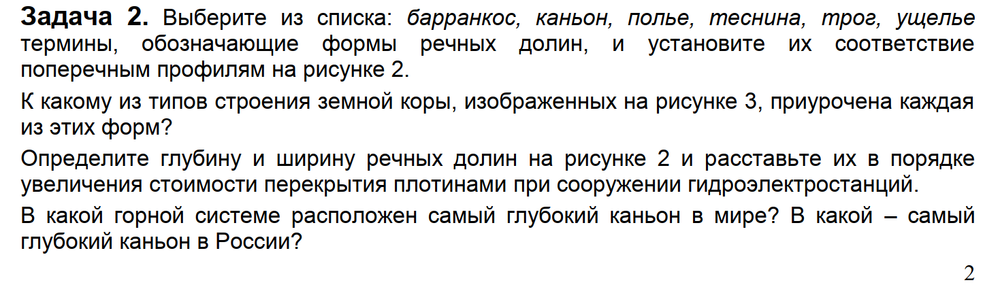 Задача 2. Выберите из списка: барранкос, каньон, полье, теснина, трог, ущелье
термины, обозначающие формы речных долин, и установите их соответствие
поперечным профилям на рисунке 2.
К какому из типов строения земной коры, изображенных на рисунке 3, приурочена каждая
из этих форм?
Определите глубину и ширину речных долин на рисунке 2 и расставьте их в порядке
увеличения стоимости перекрытия плотинами при сооружении гидроэлектростанций.
В какой горной системе расположен самый глубокий каньон в мире? В какой – самый
глубокий каньон в России?
2